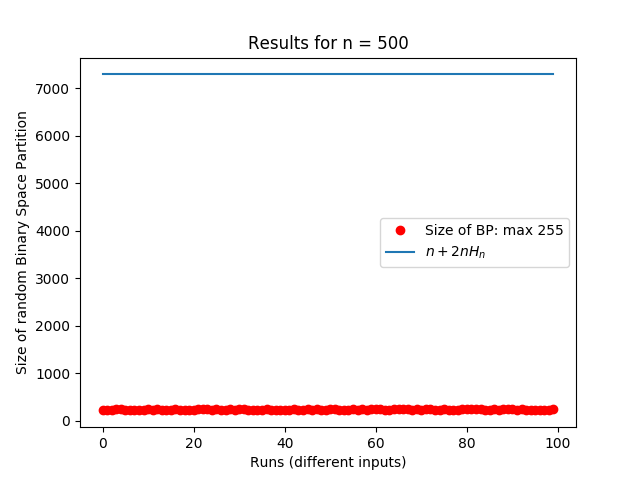 Results for n = 500
Size of random Binary Space Partition
7000
6000
5000
4000
3000
2000
1000
0
Size of BP: max 255
n + 2nHₙ
0 20 40 60 80 100
Runs (different inputs)